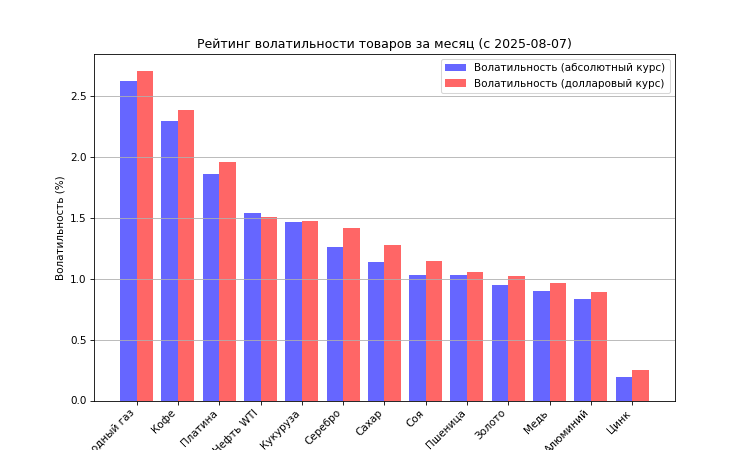 Рейтинг волатильности товаров за месяц (с 2025-08-07)
Волатильность (абсолютный курс)
Волатильность (долларовый курс)
Волатильность (%)
2.5
2.0
1.5
1.0
0.5
0.0
газ
Кофе
Платина
Нефть WTI
Кукуруза
Серебро
Сахар
Соя
Пшеница
Золото
Медь
Алюминий
Цинк